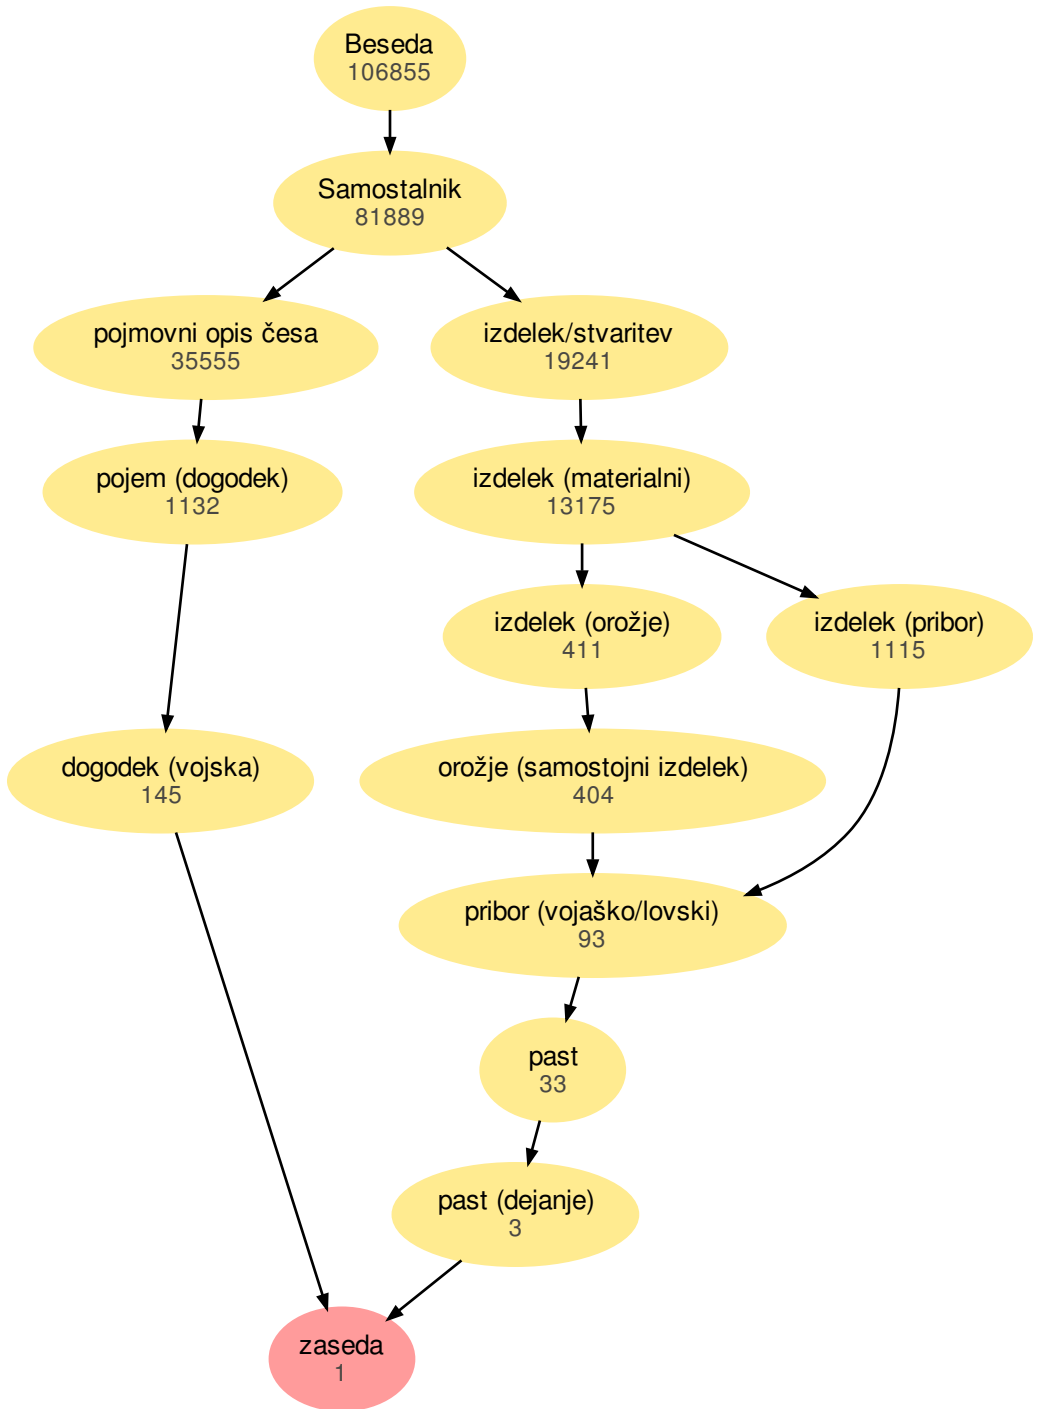 Beseda
106855
Samostalnik
81889
pojmovni opis česa
35555
izdelek/stvaritev
19241
pojem (dogodek)
1132
izdelek (materialni)
13175
izdelek (orožje)
411
izdelek (pribor)
1115
dogodek (vojska)
145
orožje (samostojni izdelek)
404
pribor (vojaško/lovski)
93
past
33
past (dejanje)
3
zaseda
1